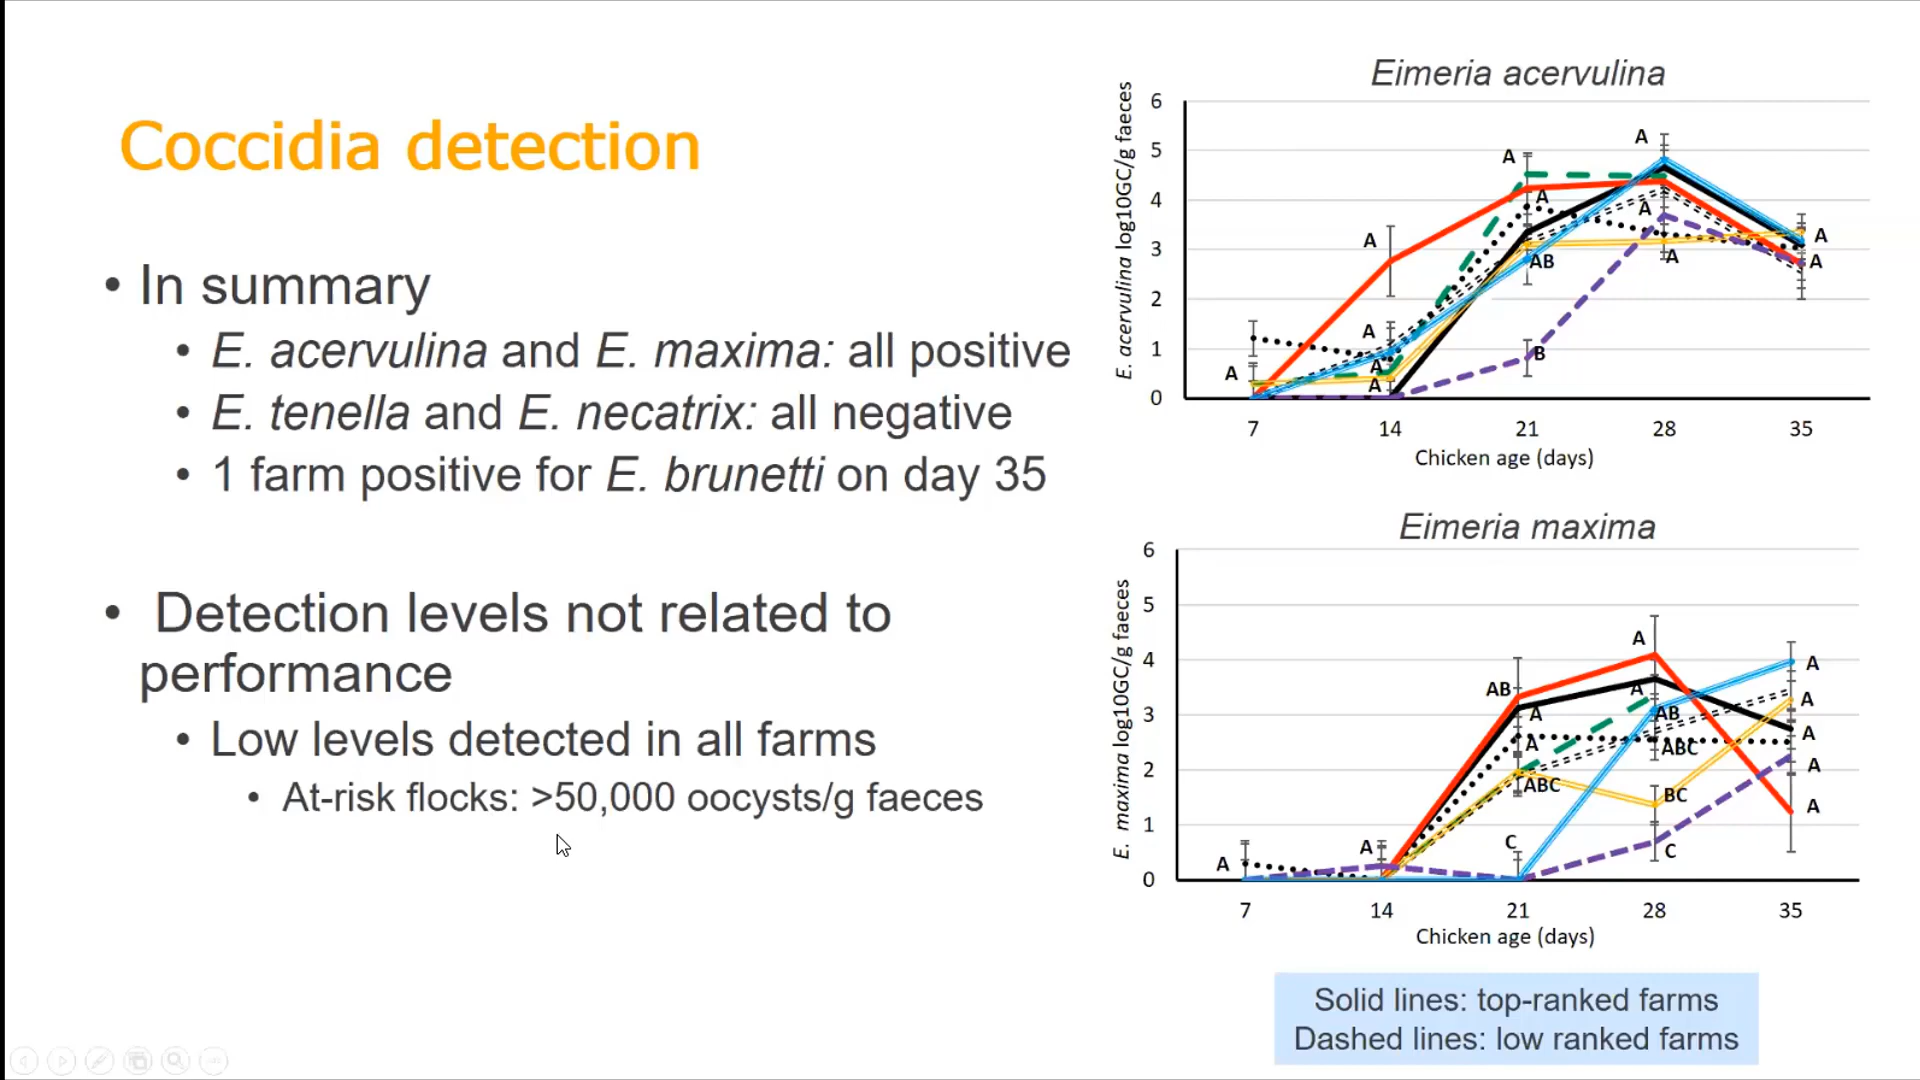 Coccidia detection
• In summary
• E. acervulina and E. maxima: all positive
• E. tenella and E. necatrix: all negative
• 1 farm positive for E. brunetti on day 35
• Detection levels not related to
performance
• Low levels detected in all farms
• At-risk flocks: >50,000 oocysts/g faeces
Eimeria acervulina
E. acervulina log10GC/g faeces
6
5
4
3
2
1
0
A
A
A
A
A
A
A
AB
B
A
A
A
A
A
7 14 21 28 35
Chicken age (days)
Eimeria maxima
E. maxima log10GC/g faeces
6
5
4
3
2
1
0
A
A
AB
A
A
ABC
C
A
A
AB
ABC
BC
C
A
A
A
A
A
7 14 21 28 35
Chicken age (days)
Solid lines: top-ranked farms
Dashed lines: low ranked farms